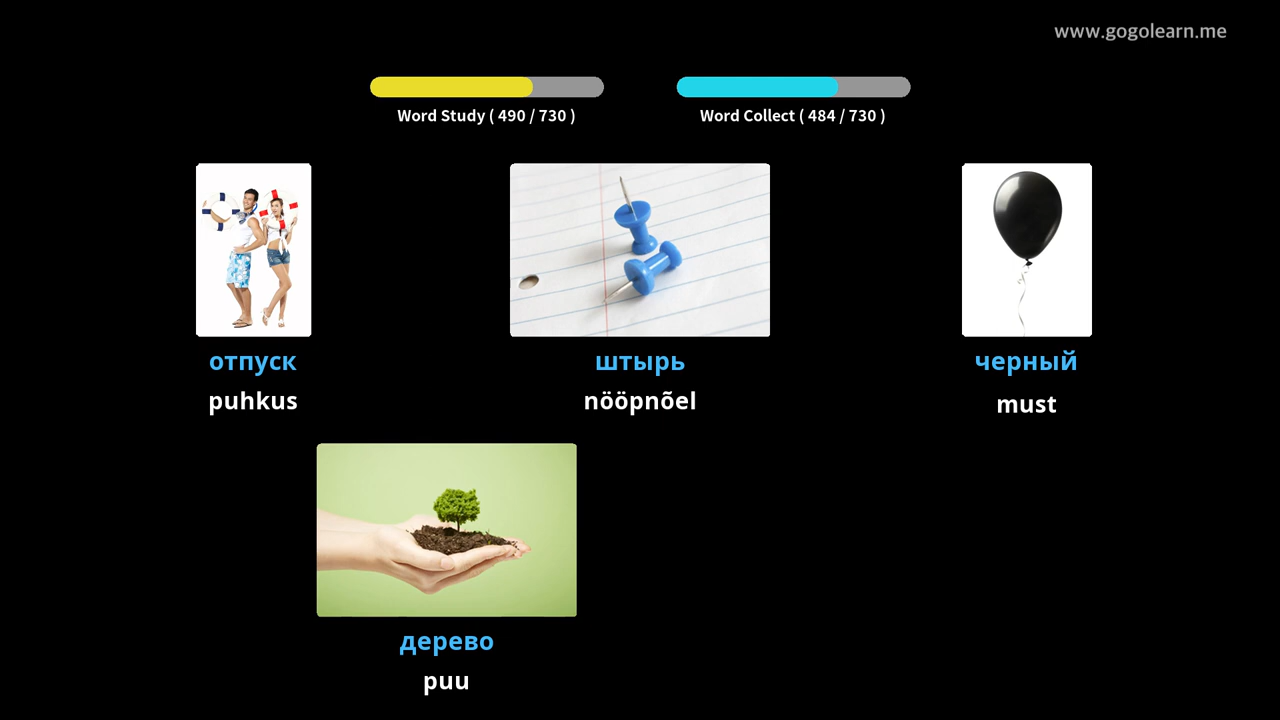 www.gogolearn.me
Word Study ( 490 / 730 )
Word Collect ( 484 / 730 )
отпуск
puhkus
штырь
nööpnõel
черный
must
дерево
puu